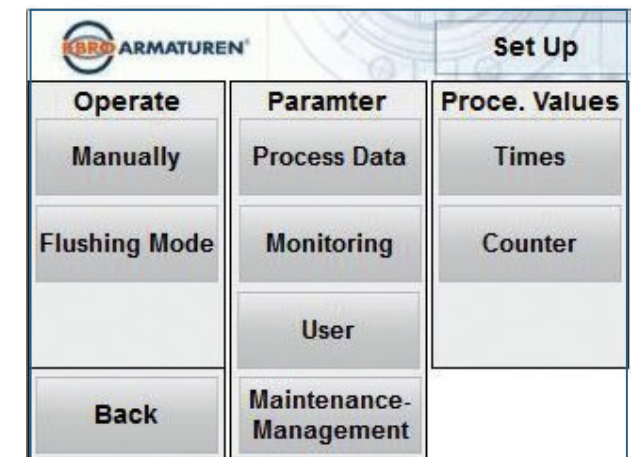 EBRO ARMATUREN®
Set Up
Operate
Manually
Flushing Mode
Back
Paramter
Process Data
Monitoring
User
Maintenance-
Management
Proce. Values
Times
Counter